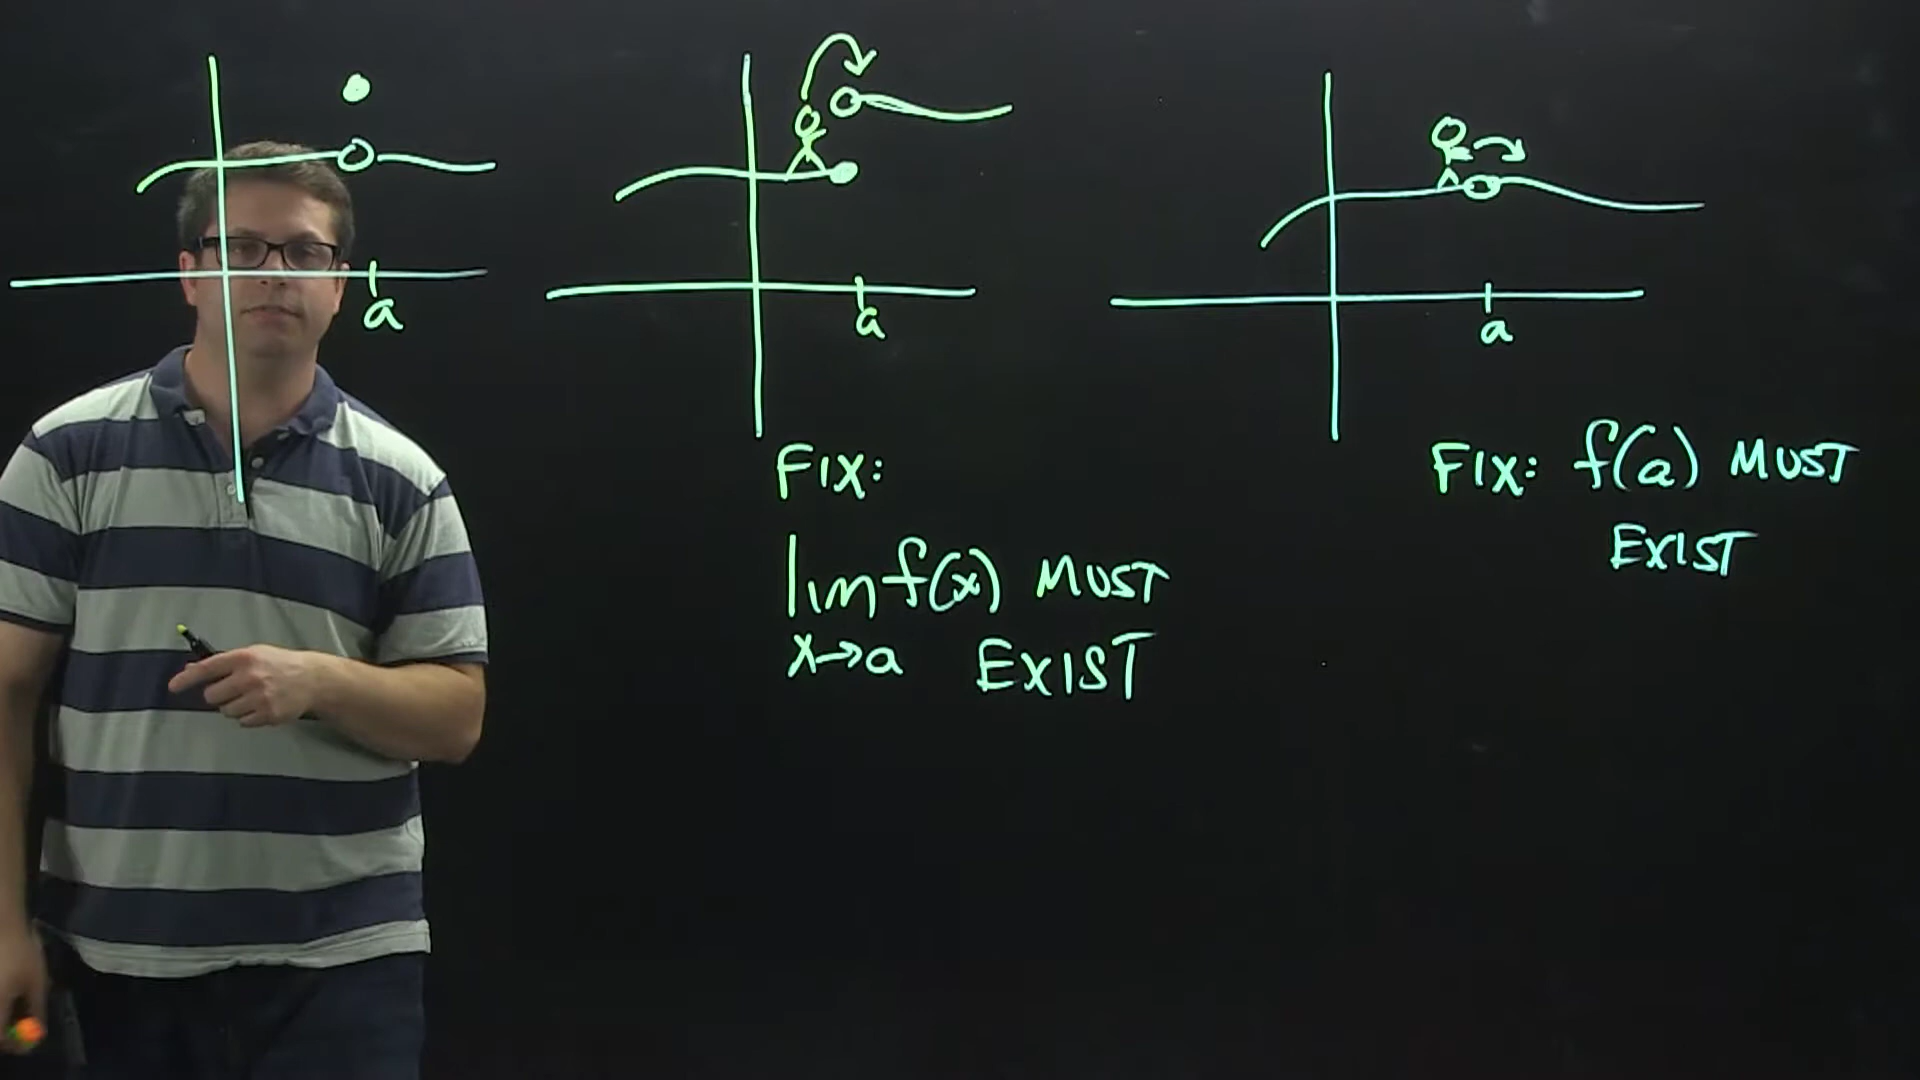 a
a
a
FIX:
lim f(x) MUST
x→a EXIST
FIX: f(a) MUST
EXIST